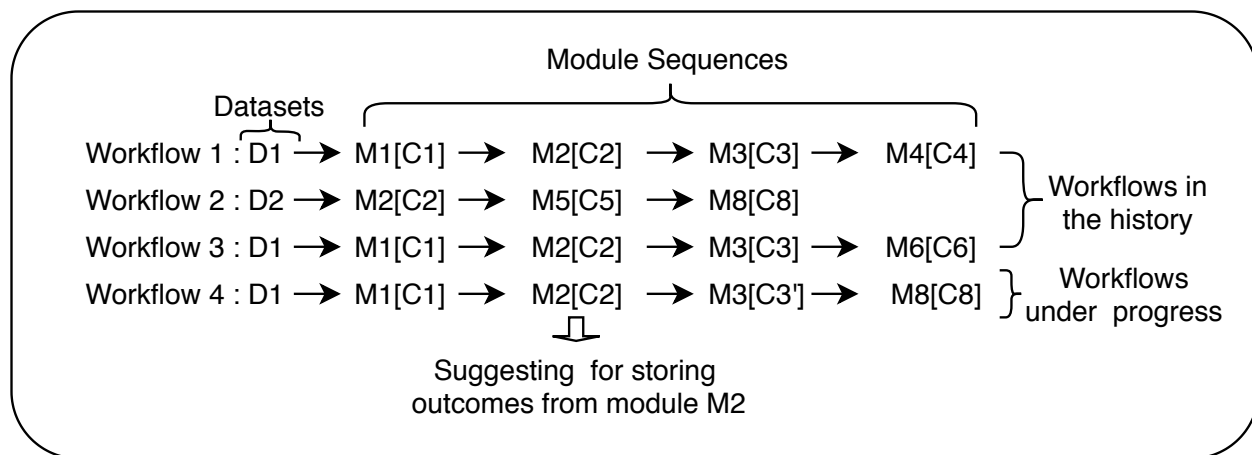 Module Sequences
Datasets
Workflow 1 : D1 M1[C1] M2[C2] M3[C3] M4[C4]
Workflow 2 : D2 M2[C2] M5[C5] M8[C8]
Workflow 3 : D1 M1[C1] M2[C2] M3[C3] M6[C6]
Workflow 4 : D1 M1[C1] M2[C2] M3[C3'] M8[C8]
Workflows in
the history
Workflows
under progress
Suggesting for storing
outcomes from module M2